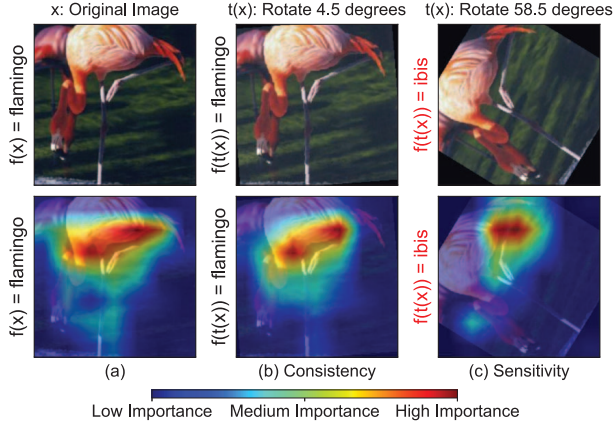 x: Original Image
t(x): Rotate 4.5 degrees
t(x): Rotate 58.5 degrees
f(x) = flamingo
f(t(x)) = flamingo
f(t(x)) = ibis
f(x) = flamingo
f(t(x)) = flamingo
f(t(x)) = ibis
(a)
(b) Consistency
(c) Sensitivity
Low Importance
Medium Importance
High Importance